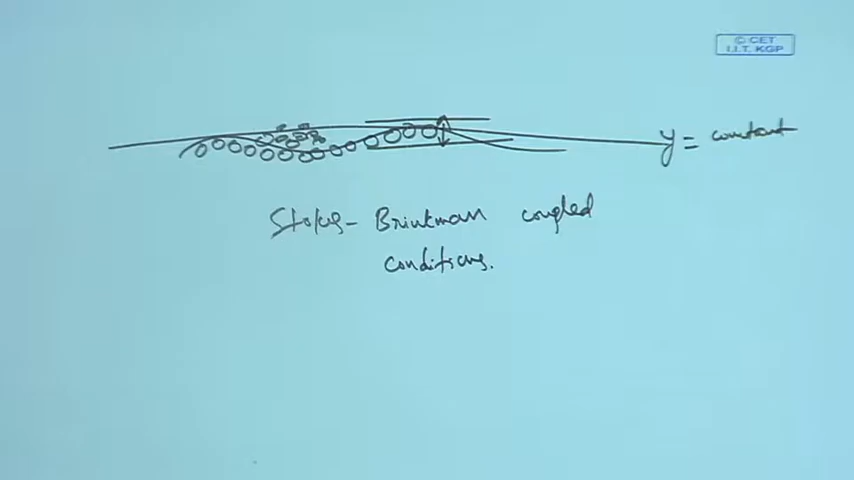 © CET
I.I.T. KGP
y = constant
Stokes - Brinkman coupled
conditions.